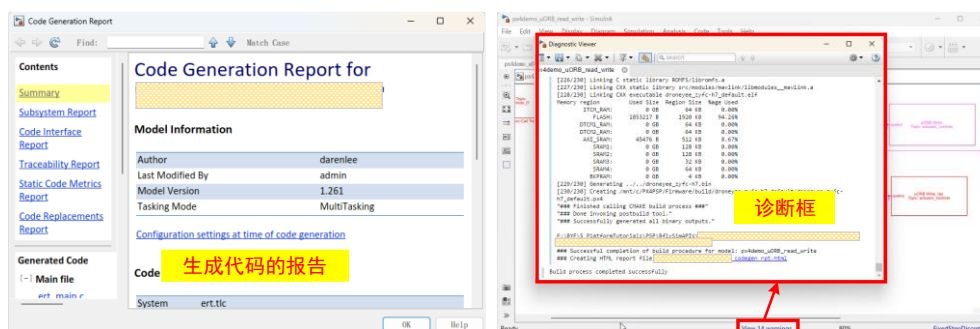 Code Generation Report
Find:
Match Case
Contents
Summary
Subsystem Report
Code Interface
Report
Traceability Report
Static Code Metrics
Report
Code Replacements
Report
Generated Code
[-] Main file
ert_main.c
Code Generation Report for
Model Information
Author darenlee
Last Modified By admin
Model Version 1.261
Tasking Mode MultiTasking
Configuration settings at time of code generation
生成代码的报告
Code
System ert.tlc
OK Help
px4demo_uORB_read_write - Simulink
File Edit View Display Diagram Simulation Analysis Code Tools Help
Diagnostic Viewer
px4demo_uORB_read_write
[226/230] Linking C static library ROMFS/libromfs.a
[227/230] Linking CXX static library src/modules/mavlink/libmodules__mavlink.a
[228/230] Linking CXX executable droneyee_zyfc-h7_default.elf
Memory region Used Size Region Size %age Used
ITCM_RAM: 0 GB 64 KB 0.00%
FLASH: 1853217 B 1920 KB 94.26%
DTCM1_RAM: 0 GB 64 KB 0.00%
DTCM2_RAM: 0 GB 64 KB 0.00%
AXI_SRAM: 45476 B 512 KB 8.67%
SRAM1: 0 GB 128 KB 0.00%
SRAM2: 0 GB 128 KB 0.00%
SRAM3: 0 GB 32 KB 0.00%
SRAM4: 0 GB 64 KB 0.00%
BKPRAM: 0 GB 4 KB 0.00%
[229/230] Generating ../../droneyee_zyfc-h7.bin
h7_default.px4
"### Finished calling CMAKE build process ###"
"### Done invoking postbuild tool."
"### Successfully generated all binary outputs."
诊断框
### Successful completion of build procedure for model: px4demo_uORB_read_write
### Creating HTML report file codegen_rpt.html
Build process completed successfully
Ready View 14 warnings 80% FixedStepDiscrete